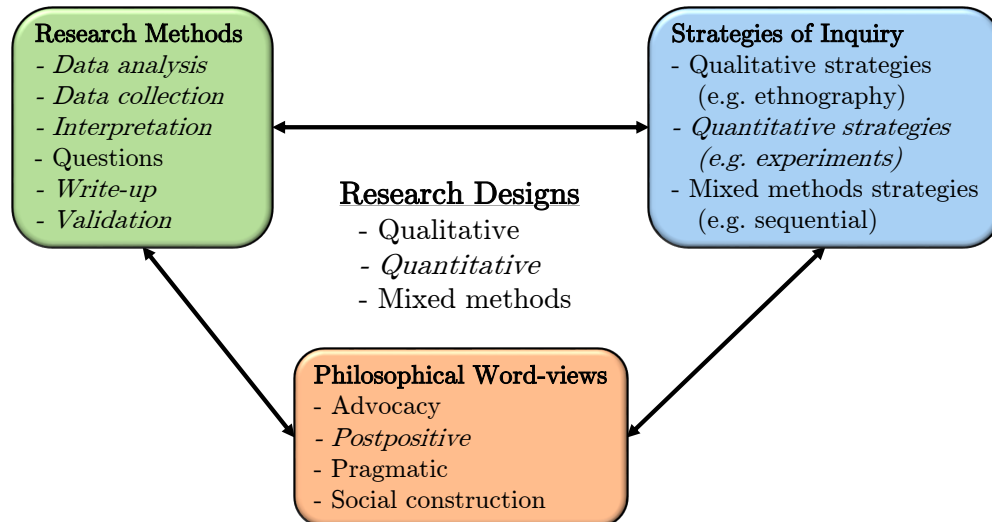 Research Methods
- Data analysis
- Data collection
- Interpretation
- Questions
- Write-up
- Validation
Strategies of Inquiry
- Qualitative strategies
(e.g. ethnography)
- Quantitative strategies
(e.g. experiments)
- Mixed methods strategies
(e.g. sequential)
Research Designs
- Qualitative
- Quantitative
- Mixed methods
Philosophical Word-views
- Advocacy
- Postpositive
- Pragmatic
- Social construction